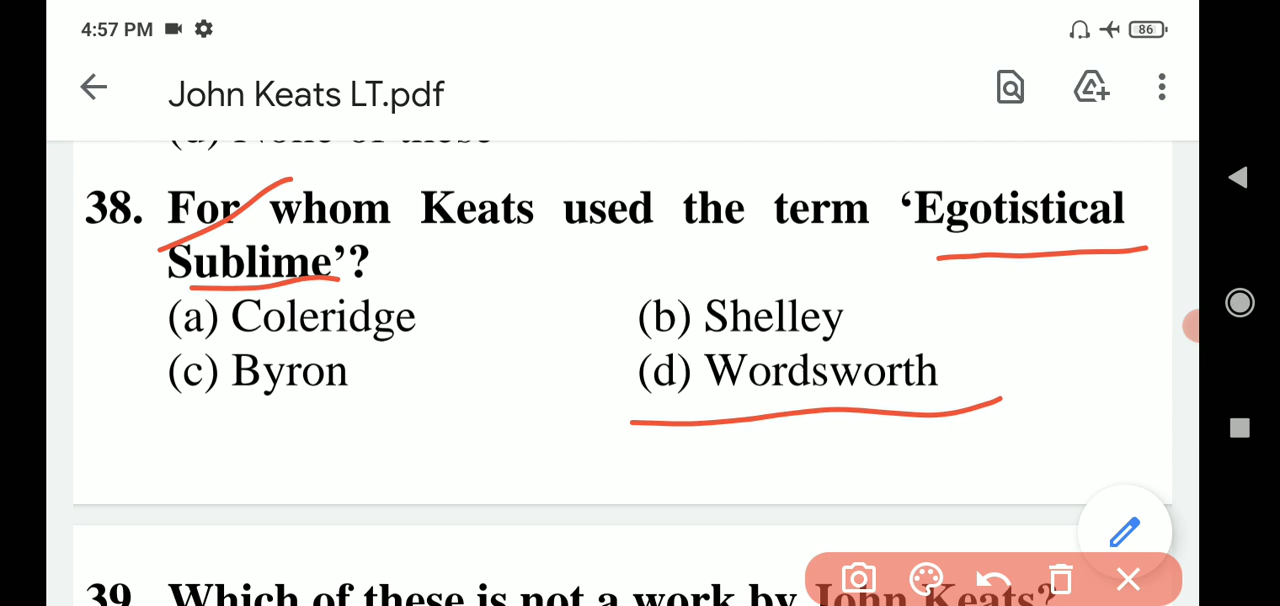 4:57 PM
86
John Keats LT.pdf
38. For whom Keats used the term ‘Egotistical
Sublime’?
(a) Coleridge (b) Shelley
(c) Byron (d) Wordsworth
39. Which of these is not a work by John Keats?